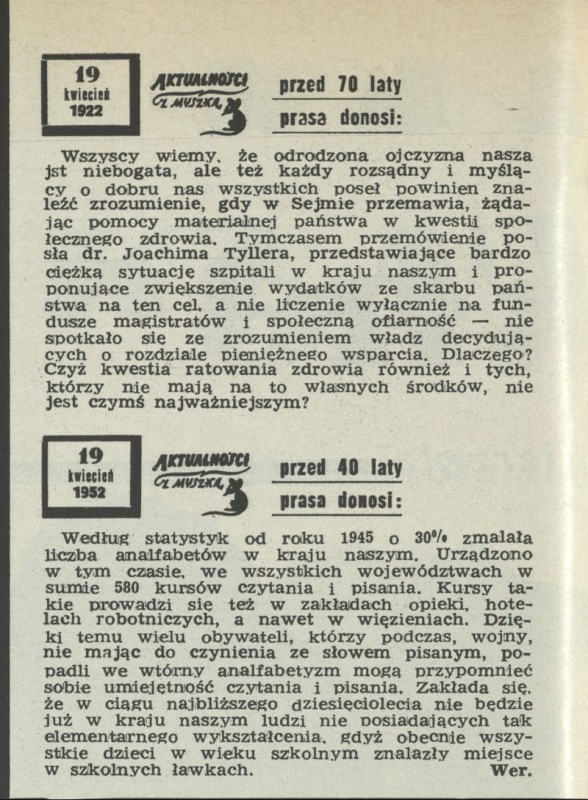 19
kwiecień
1922
AKTUALNOŚCI
Z MYSZKĄ
przed 70 laty
prasa donosi:
Wszyscy wiemy, że odrodzona ojczyzna nasza
jst niebogata, ale też każdy rozsądny i myślą-
cy o dobru nas wszystkich poseł powinien zna-
leźć zrozumienie, gdy w Sejmie przemawia, żąda-
jąc pomocy materialnej państwa w kwestii spo-
łecznego zdrowia. Tymczasem przemówienie po-
sła dr. Joachima Tyllera, przedstawiające bardzo
ciężką sytuację szpitali w kraju naszym i pro-
ponujące zwiększenie wydatków ze skarbu pań-
stwa na ten cel, a nie liczenie wyłącznie na fun-
dusze magistratów i społeczną ofiarność — nie
spotkało się ze zrozumieniem władz decydują-
cych o rozdziale pieniężnego wsparcia. Dlaczego?
Czyż kwestia ratowania zdrowia również i tych,
którzy nie mają na to własnych środków, nie
jest czymś najważniejszym?
19
kwiecień
1952
AKTUALNOŚCI
Z MYSZKĄ
przed 40 laty
prasa donosi:
Według statystyk od roku 1945 o 30% zmalała
liczba analfabetów w kraju naszym. Urządzono
w tym czasie, we wszystkich województwach w
sumie 580 kursów czytania i pisania. Kursy ta-
kie prowadzi się też w zakładach opieki, hote-
lach robotniczych, a nawet w więzieniach. Dzię-
ki temu wielu obywateli, którzy podczas, wojny,
nie mając do czynienia ze słowem pisanym, po-
padli we wtórny analfabetyzm mogą przypomnieć
sobie umiejętność czytania i pisania. Zakłada się,
że w ciągu najbliższego dziesięciolecia nie będzie
już w kraju naszym ludzi nie posiadających tak
elementarnego wykształcenia, gdyż obecnie wszy-
stkie dzieci w wieku szkolnym znalazły miejsce
w szkolnych ławkach. Wer.